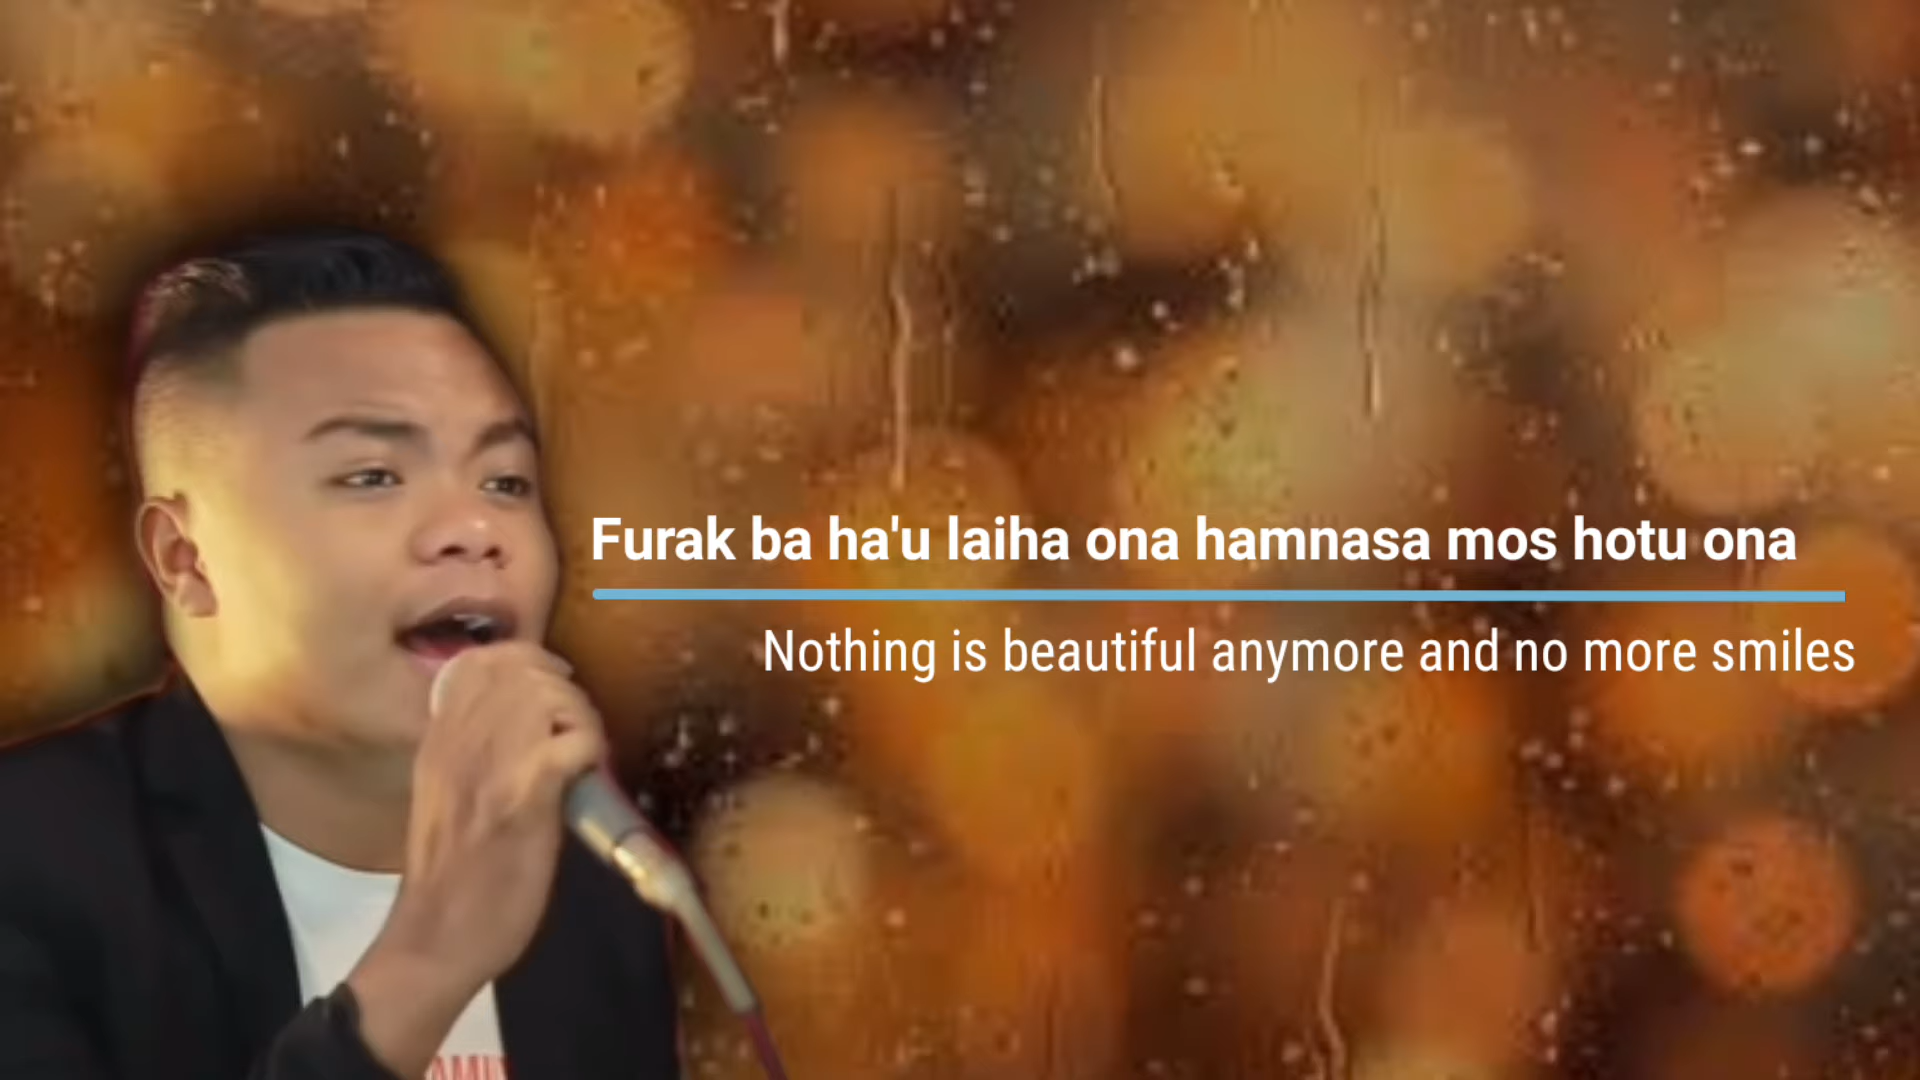 Furak ba ha'u laiha ona hamnasa mos hotu ona
Nothing is beautiful anymore and no more smiles